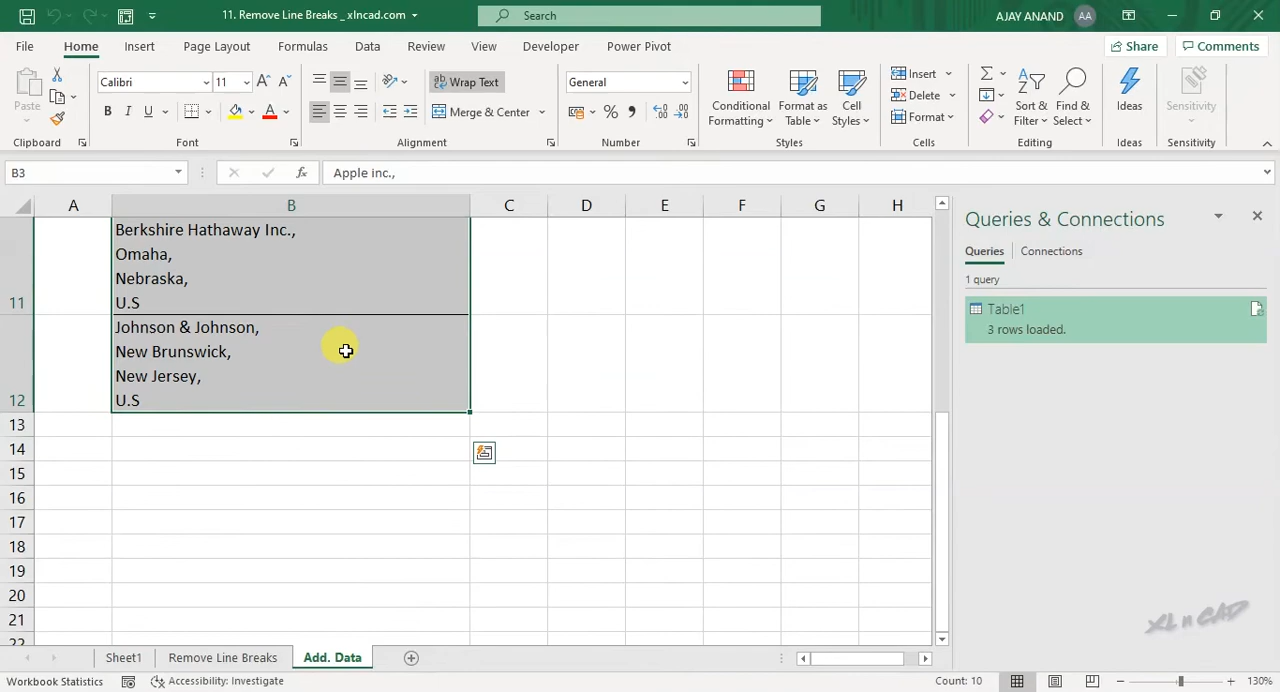 11. Remove Line Breaks _ xlncad.com
Search
AJAY ANAND AA
File Home Insert Page Layout Formulas Data Review View Developer Power Pivot Share Comments
Paste
Clipboard
Calibri 11
B I U
Font
Wrap Text
Merge & Center
Alignment
General
Number
Conditional Formatting
Format as Table
Cell Styles
Styles
Insert
Delete
Format
Cells
Sort & Filter
Find & Select
Editing
Ideas
Ideas
Sensitivity
Sensitivity
B3 fx Apple inc.,
A B C D E F G H
11
Berkshire Hathaway Inc.,
Omaha,
Nebraska,
U.S
12
Johnson & Johnson,
New Brunswick,
New Jersey,
U.S
13
14
15
16
17
18
19
20
21
22
Queries & Connections
Queries Connections
1 query
Table1
3 rows loaded.
XL n CAD
Sheet1 Remove Line Breaks Add. Data
Workbook Statistics Accessibility: Investigate Count: 10 130%